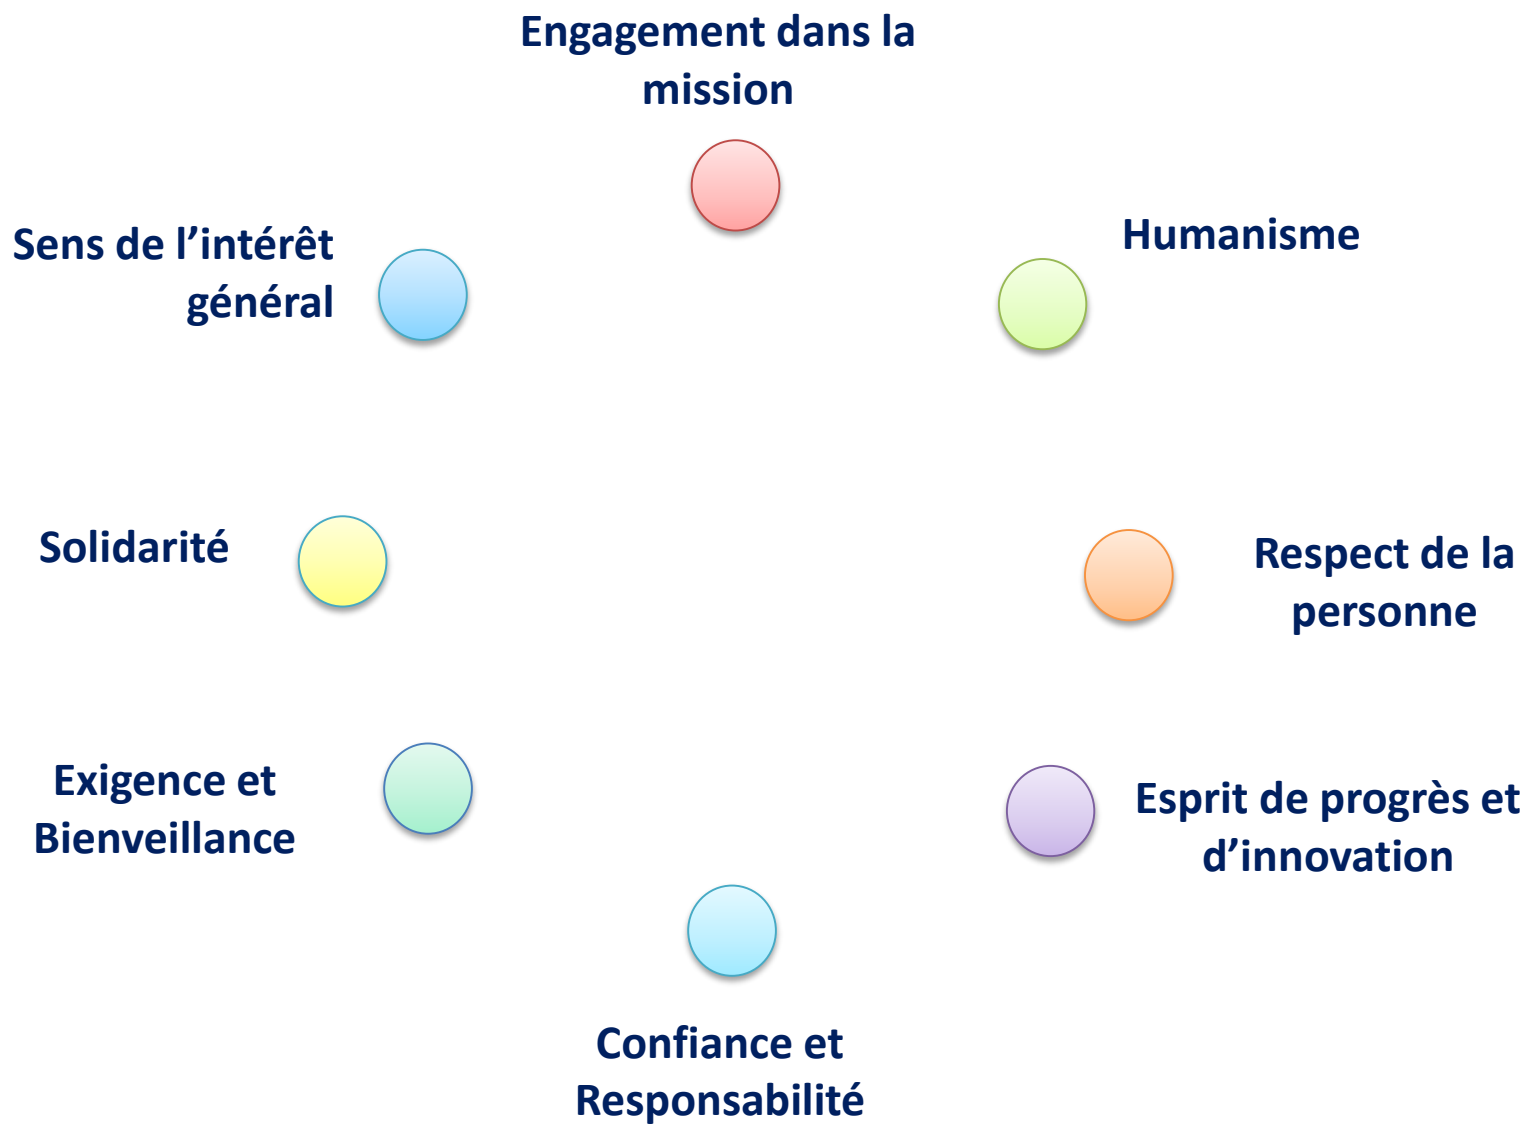 Engagement dans la
mission
Humanisme
Sens de l’intérêt
général
Solidarité
Respect de la
personne
Exigence et
Bienveillance
Esprit de progrès et
d’innovation
Confiance et
Responsabilité